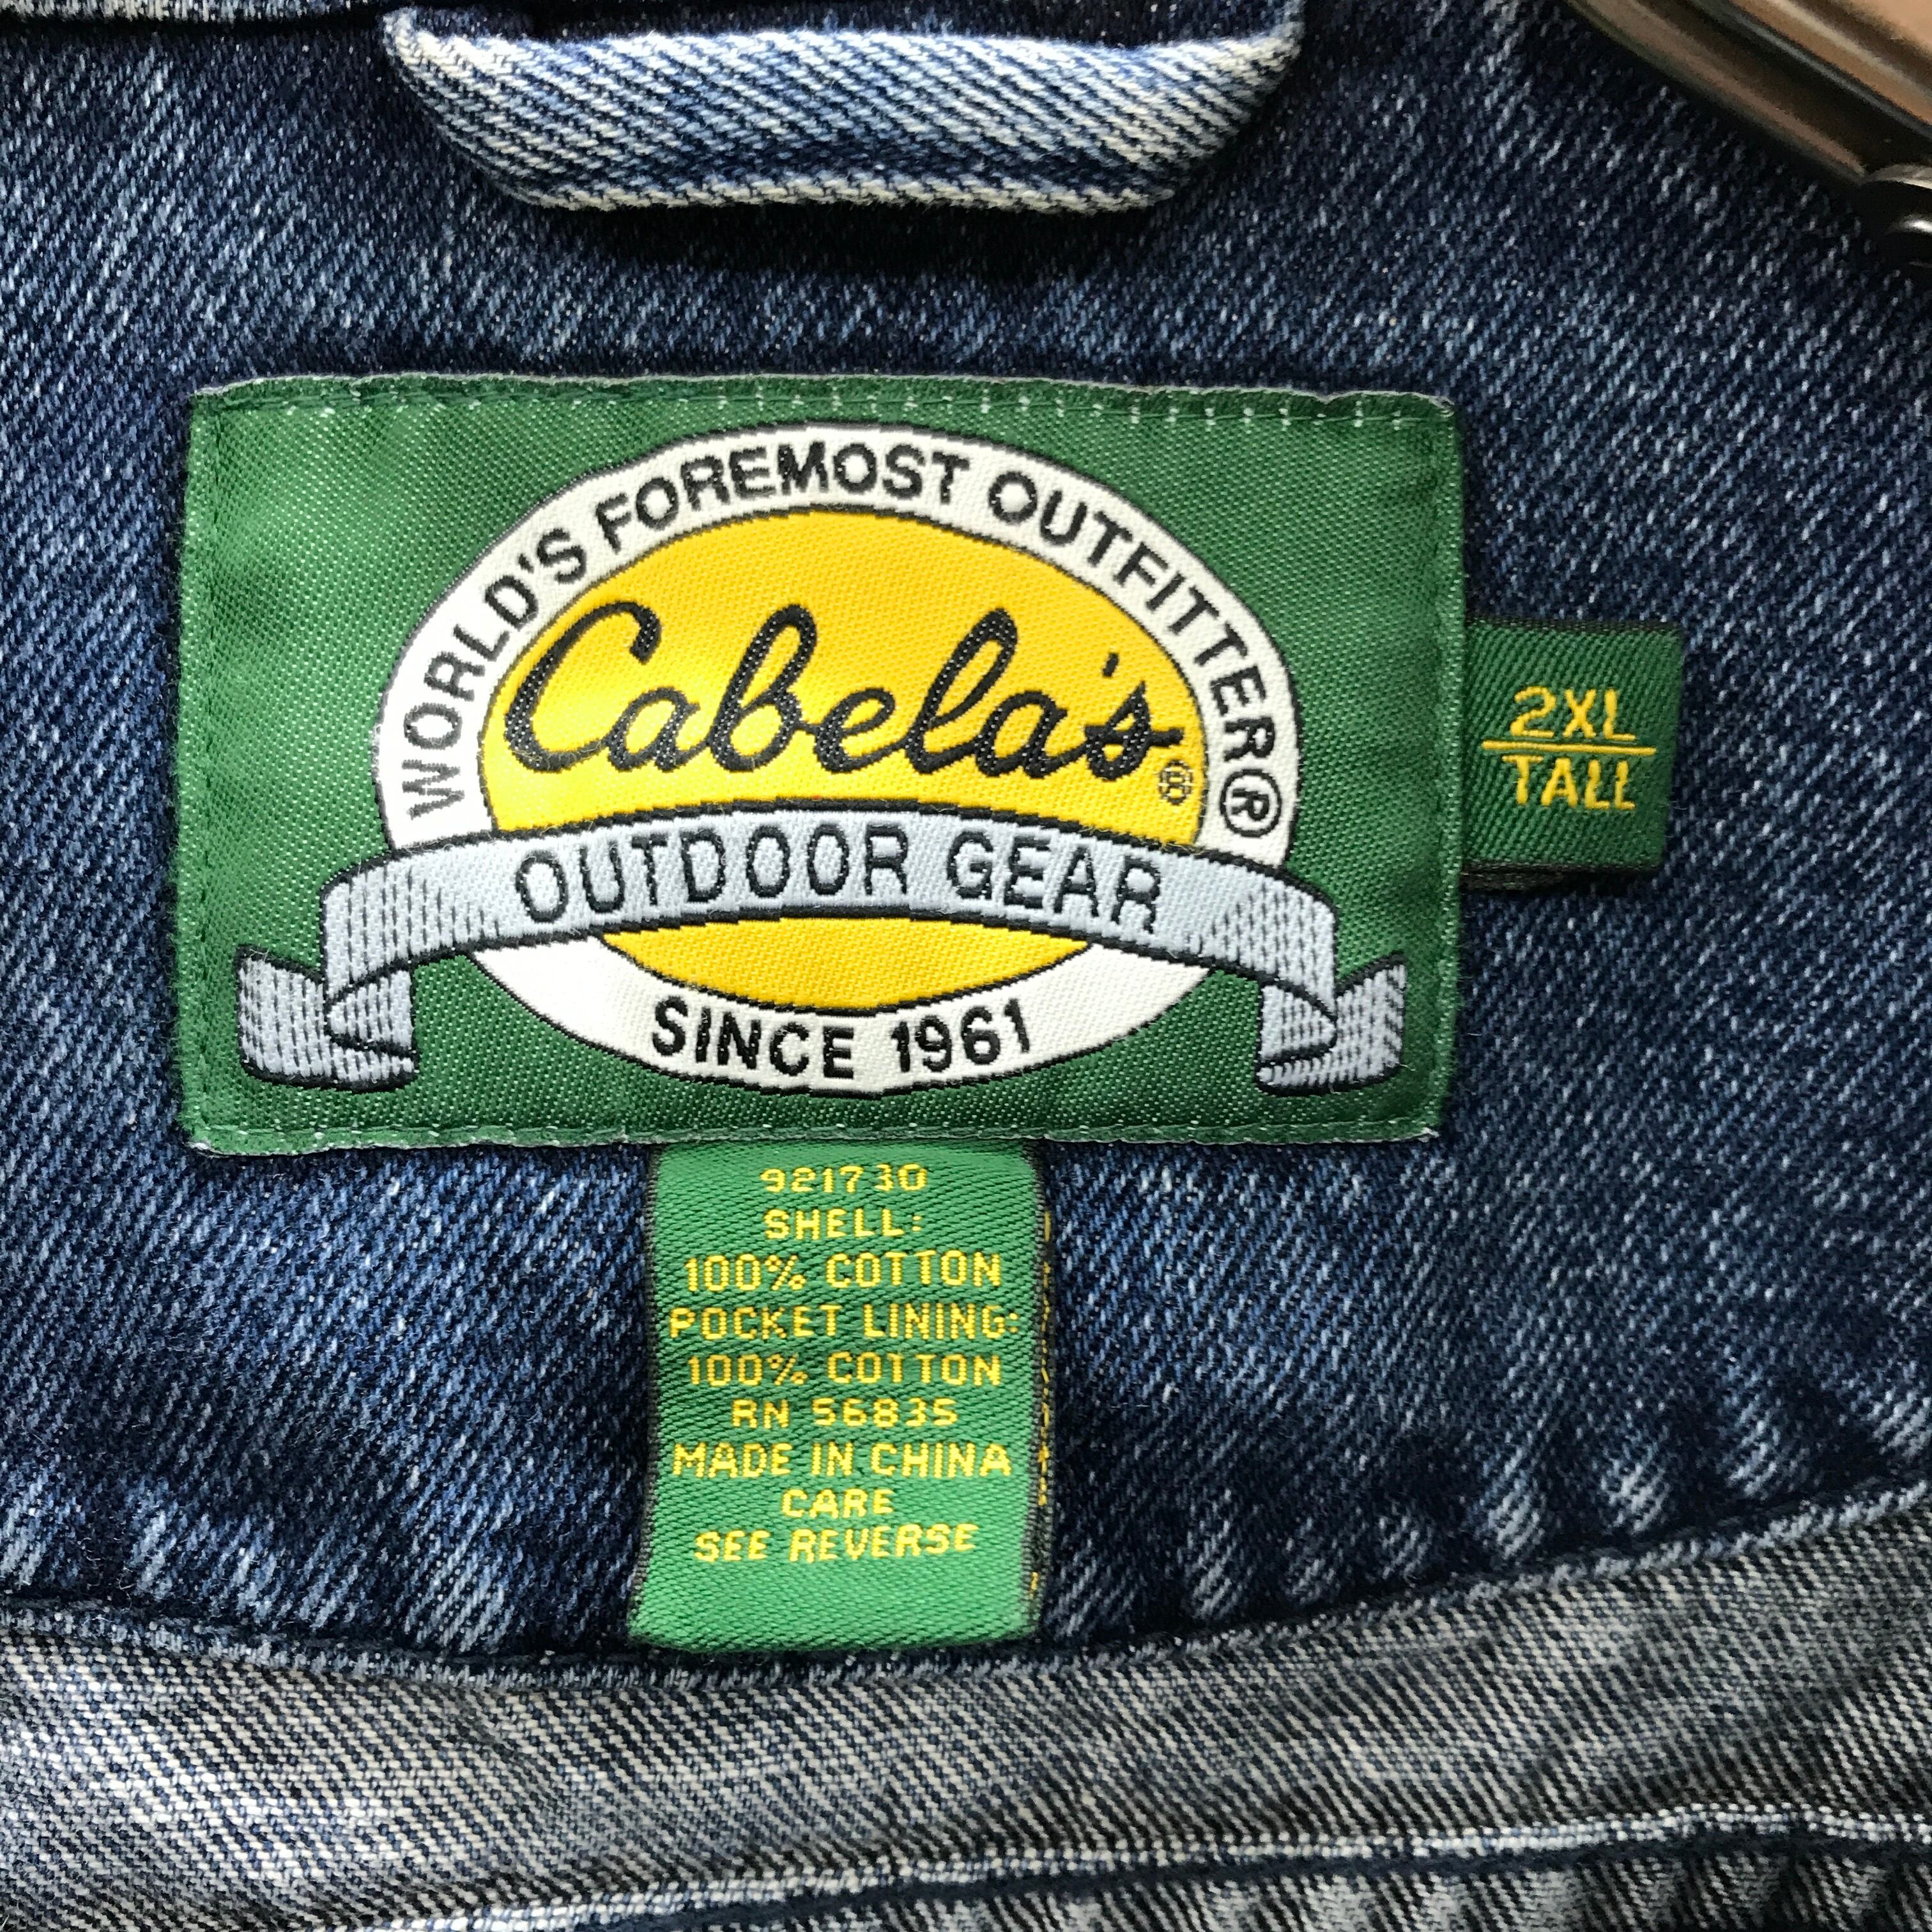 WORLD'S FOREMOST OUTFITTER®
Cabela's®
OUTDOOR GEAR
SINCE 1961
2XL
TALL
921730
SHELL:
100% COTTON
POCKET LINING:
100% COTTON
RN 56835
MADE IN CHINA
CARE
SEE REVERSE